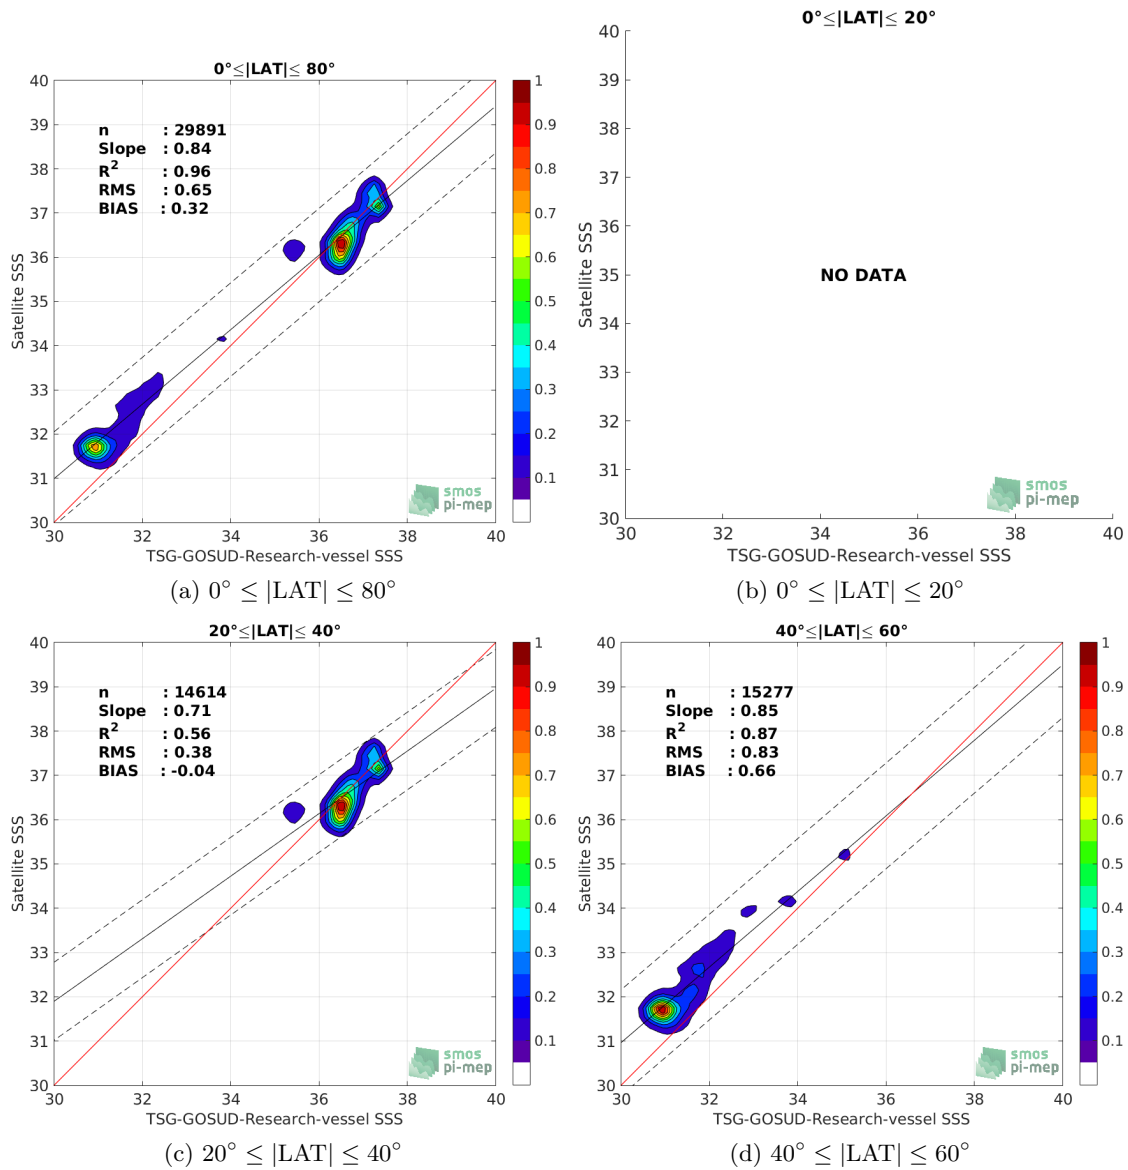 0°≤|LAT|≤ 80°
40
39
38
37
36
35
34
33
32
31
30
n : 29891
Slope : 0.84
R2 : 0.96
RMS : 0.65
BIAS : 0.32
Satellite SSS
30 32 34 36 38 40
TSG-GOSUD-Research-vessel SSS
smos
pi-mep
1
0.9
0.8
0.7
0.6
0.5
0.4
0.3
0.2
0.1
(a) 0° ≤ |LAT| ≤ 80°
0°≤|LAT|≤ 20°
40
39
38
37
36
35
34
33
32
31
30
NO DATA
Satellite SSS
30 32 34 36 38 40
TSG-GOSUD-Research-vessel SSS
smos
pi-mep
(b) 0° ≤ |LAT| ≤ 20°
20°≤|LAT|≤ 40°
40
39
38
37
36
35
34
33
32
31
30
n : 14614
Slope : 0.71
R2 : 0.56
RMS : 0.38
BIAS : -0.04
Satellite SSS
30 32 34 36 38 40
TSG-GOSUD-Research-vessel SSS
smos
pi-mep
1
0.9
0.8
0.7
0.6
0.5
0.4
0.3
0.2
0.1
(c) 20° ≤ |LAT| ≤ 40°
40°≤|LAT|≤ 60°
40
39
38
37
36
35
34
33
32
31
30
n : 15277
Slope : 0.85
R2 : 0.87
RMS : 0.83
BIAS : 0.66
Satellite SSS
30 32 34 36 38 40
TSG-GOSUD-Research-vessel SSS
smos
pi-mep
1
0.9
0.8
0.7
0.6
0.5
0.4
0.3
0.2
0.1
(d) 40° ≤ |LAT| ≤ 60°